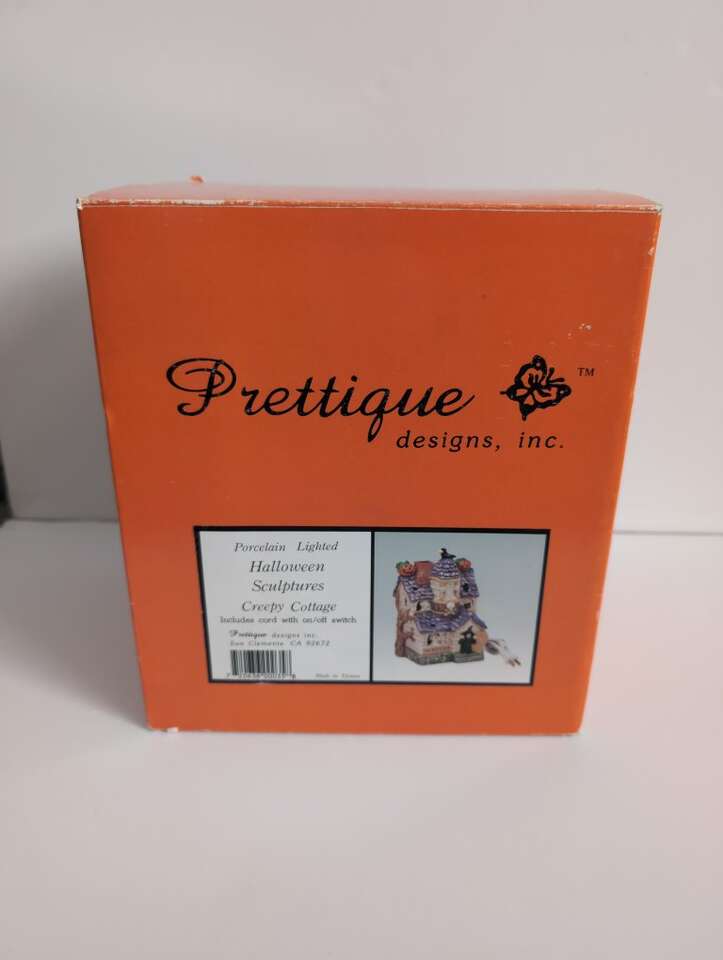 Prettique ™
designs, inc.
Porcelain Lighted
Halloween
Sculptures
Creepy Cottage
Includes cord with on/off switch
Prettique designs inc.
San Clemente CA 92672
Made in Taiwan